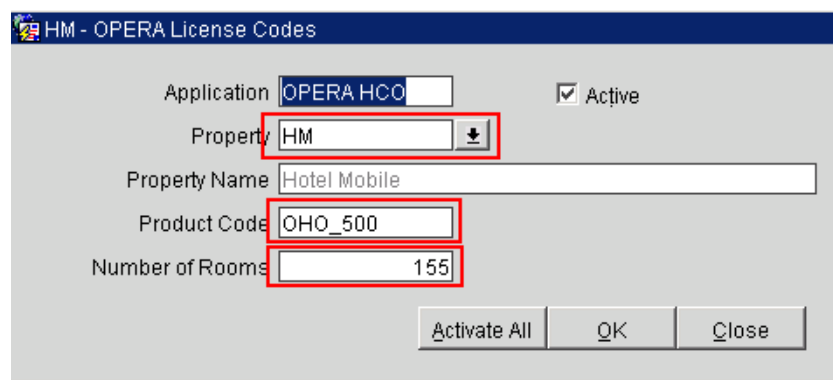 HM - OPERA License Codes
Application OPERA HCO Active
Property HM
Property Name Hotel Mobile
Product Code OHO_500
Number of Rooms 155
Activate All OK Close